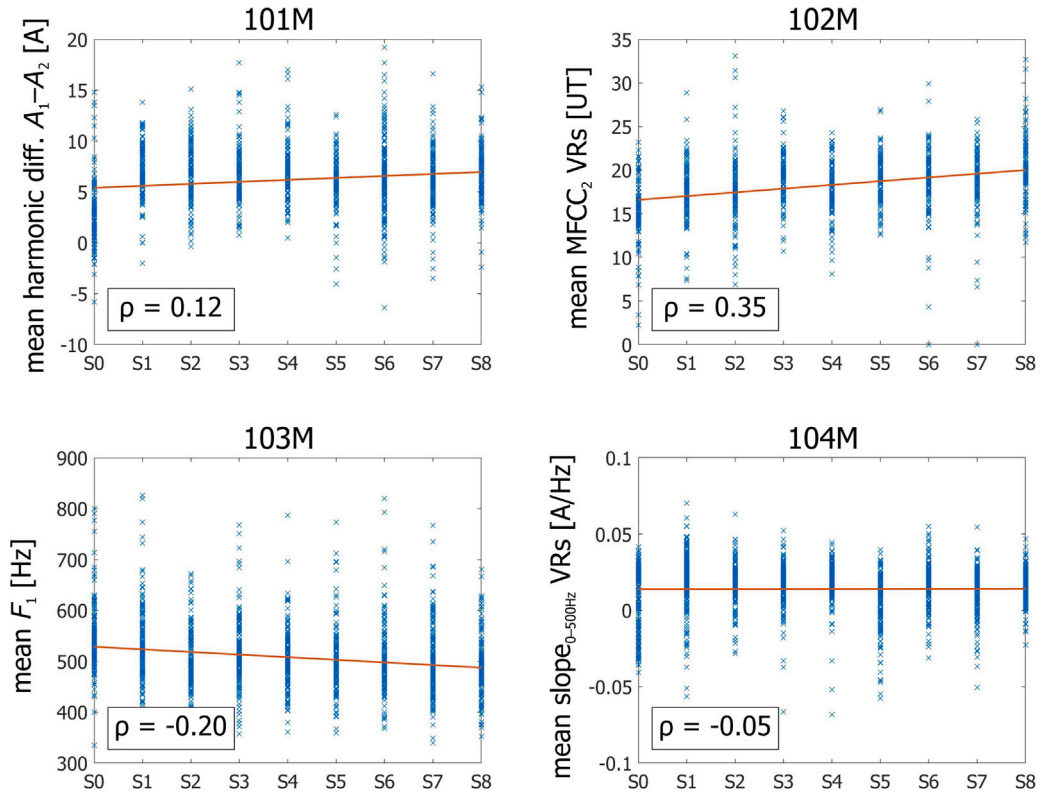 101M
mean harmonic diff. A₁–A₂ [A]
20
15
10
5
0
-5
-10
ρ = 0.12
S0 S1 S2 S3 S4 S5 S6 S7 S8
102M
mean MFCC₂ VRs [UT]
35
30
25
20
15
10
5
0
ρ = 0.35
S0 S1 S2 S3 S4 S5 S6 S7 S8
103M
mean F₁ [Hz]
900
800
700
600
500
400
300
ρ = -0.20
S0 S1 S2 S3 S4 S5 S6 S7 S8
104M
mean slope₀₋₅₀₀Hz VRs [A/Hz]
0.1
0.05
0
-0.05
-0.1
ρ = -0.05
S0 S1 S2 S3 S4 S5 S6 S7 S8